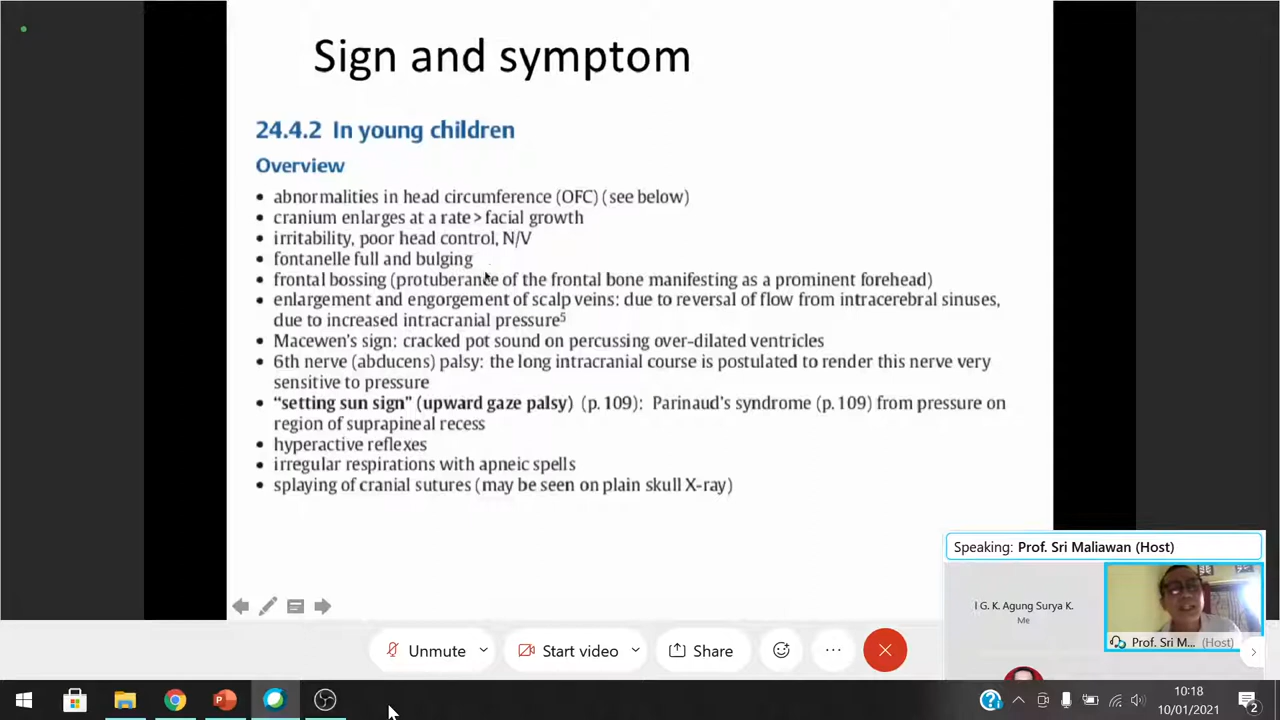 Sign and symptom
24.4.2 In young children
Overview
• abnormalities in head circumference (OFC) (see below)
• cranium enlarges at a rate > facial growth
• irritability, poor head control, N/V
• fontanelle full and bulging
• frontal bossing (protuberance of the frontal bone manifesting as a prominent forehead)
• enlargement and engorgement of scalp veins: due to reversal of flow from intracerebral sinuses,
due to increased intracranial pressure⁵
• Macewen's sign: cracked pot sound on percussing over-dilated ventricles
• 6th nerve (abducens) palsy: the long intracranial course is postulated to render this nerve very
sensitive to pressure
• “setting sun sign” (upward gaze palsy) (p. 109): Parinaud's syndrome (p. 109) from pressure on
region of suprapineal recess
• hyperactive reflexes
• irregular respirations with apneic spells
• splaying of cranial sutures (may be seen on plain skull X-ray)
Speaking: Prof. Sri Maliawan (Host)
I G. K. Agung Surya K.
Me
Prof. Sri M... (Host)
Unmute
Start video
Share
10:18
10/01/2021
2